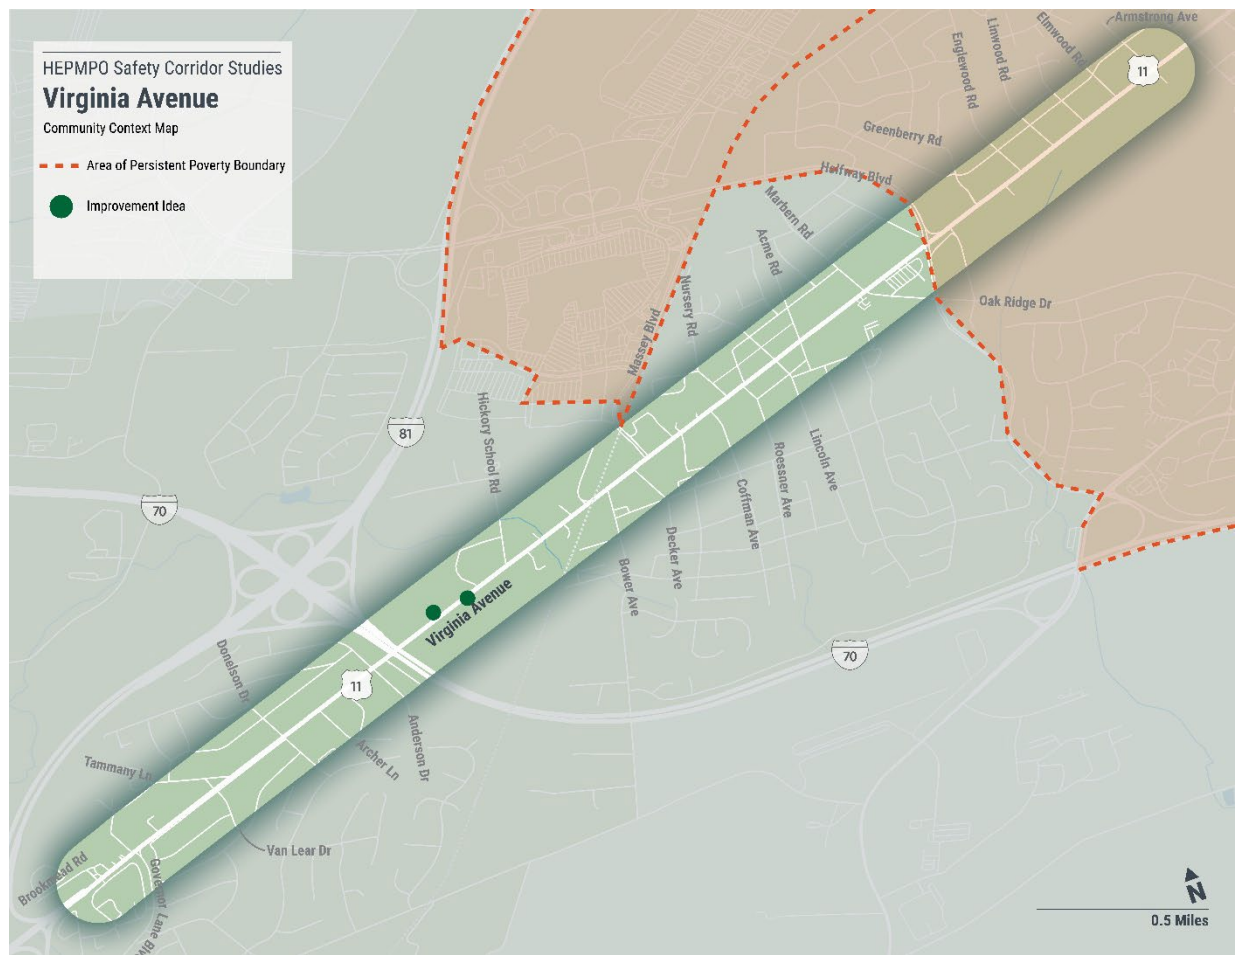 HEPMPO Safety Corridor Studies
Virginia Avenue
Community Context Map
Area of Persistent Poverty Boundary
Improvement Idea
Armstrong Ave
Elmwood Rd
Linwood Rd
Englewood Rd
11
Greenberry Rd
Halfway Blvd
Marbern Rd
Acme Rd
Nursery Rd
Massey Blvd
Oak Ridge Dr
Hickory School Rd
81
70
Lincoln Ave
Roessner Ave
Coffman Ave
Decker Ave
Bower Ave
Virginia Avenue
70
11
Donelson Dr
Anderson Dr
Archer Ln
Tammany Ln
Van Lear Dr
Brookmead Rd
Governor Lane Blv
N
0.5 Miles